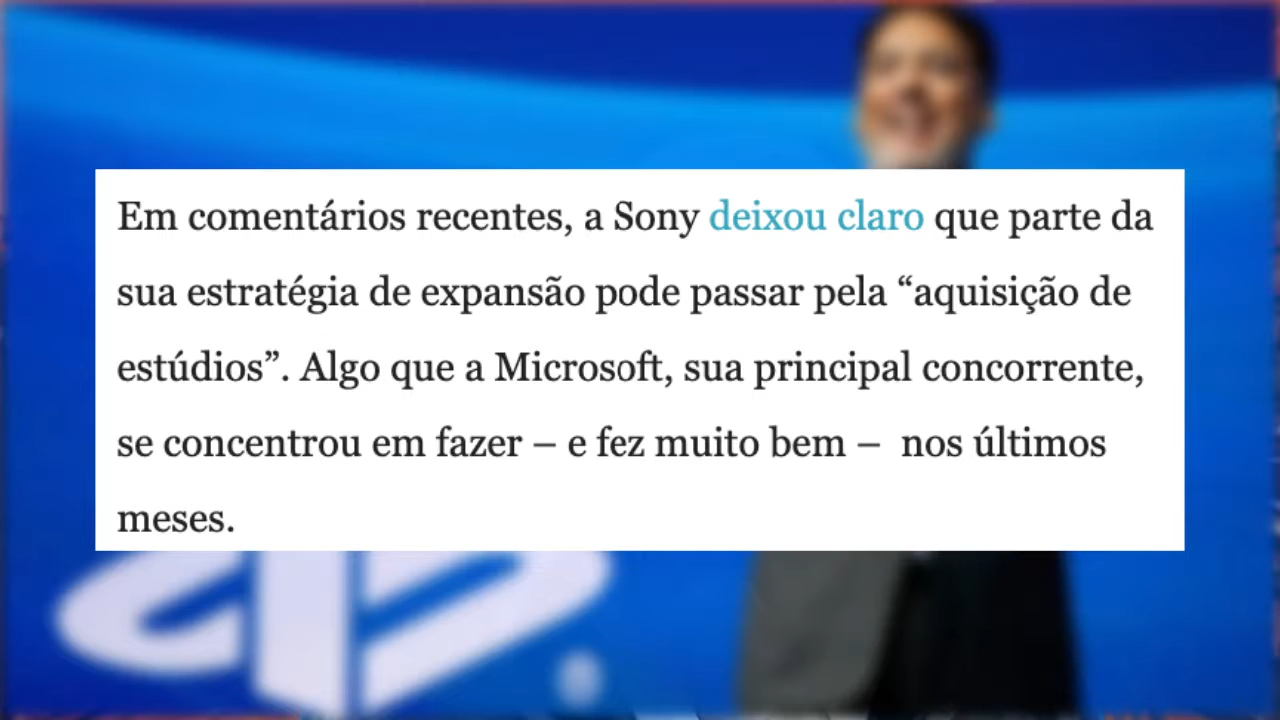 Em comentários recentes, a Sony deixou claro que parte da
sua estratégia de expansão pode passar pela “aquisição de
estúdios”. Algo que a Microsoft, sua principal concorrente,
se concentrou em fazer – e fez muito bem –  nos últimos
meses.